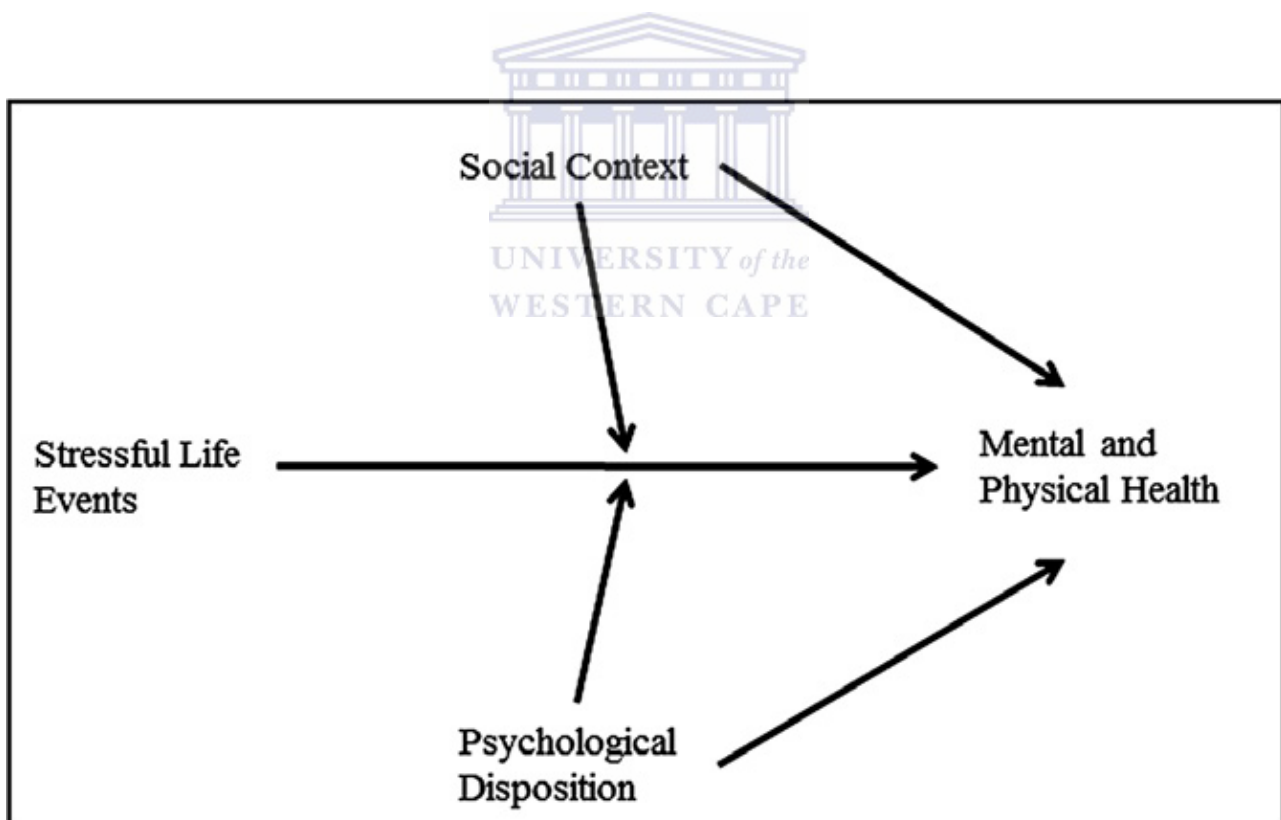 Social Context
UNIVERSITY of the
WESTERN CAPE
Stressful Life
Events
Mental and
Physical Health
Psychological
Disposition